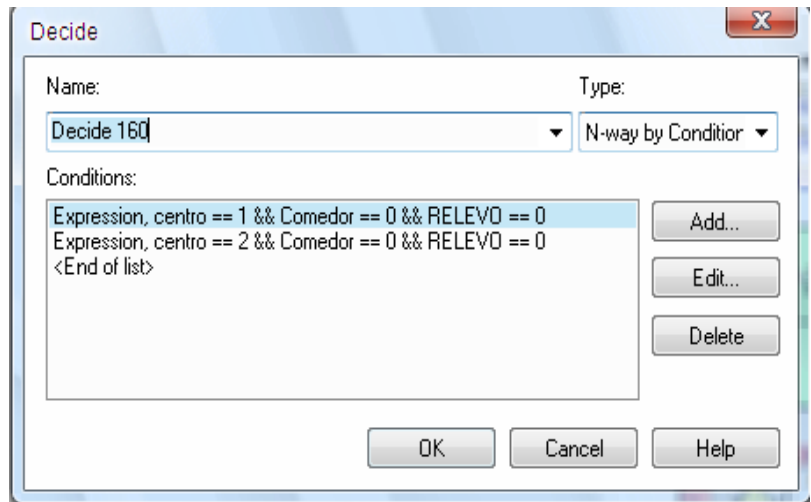 Decide
Name: Type:
Decide 160 N-way by Condition
Conditions:
Expression, centro == 1 && Comedor == 0 && RELEVO == 0
Expression, centro == 2 && Comedor == 0 && RELEVO == 0
<End of list>
Add...
Edit...
Delete
OK Cancel Help